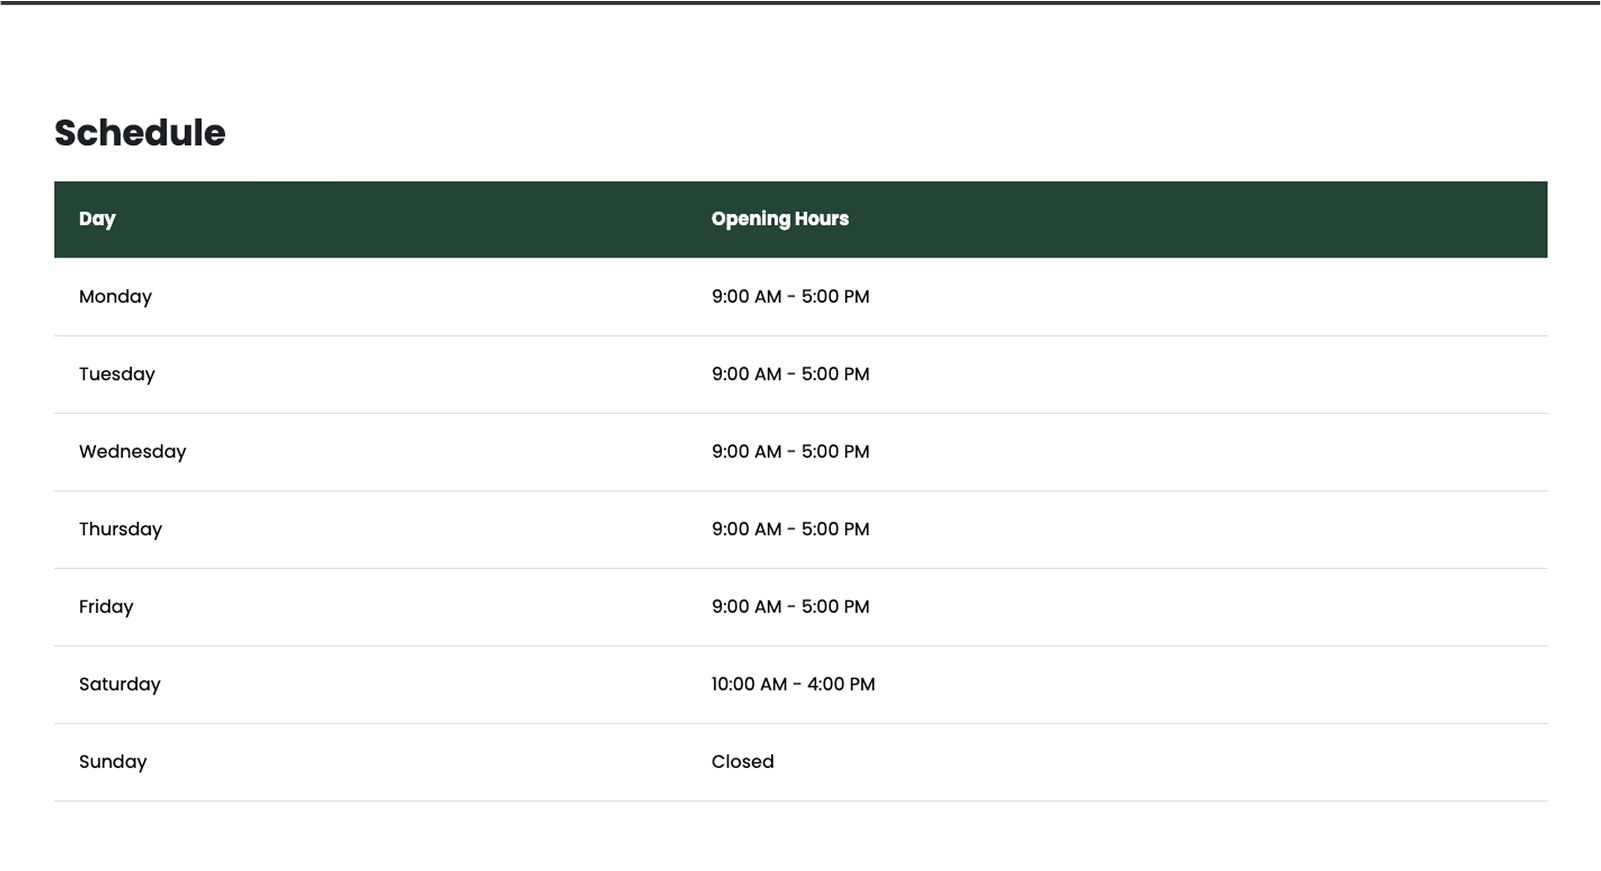 Schedule
Day Opening Hours
Monday 9:00 AM - 5:00 PM
Tuesday 9:00 AM - 5:00 PM
Wednesday 9:00 AM - 5:00 PM
Thursday 9:00 AM - 5:00 PM
Friday 9:00 AM - 5:00 PM
Saturday 10:00 AM - 4:00 PM
Sunday Closed